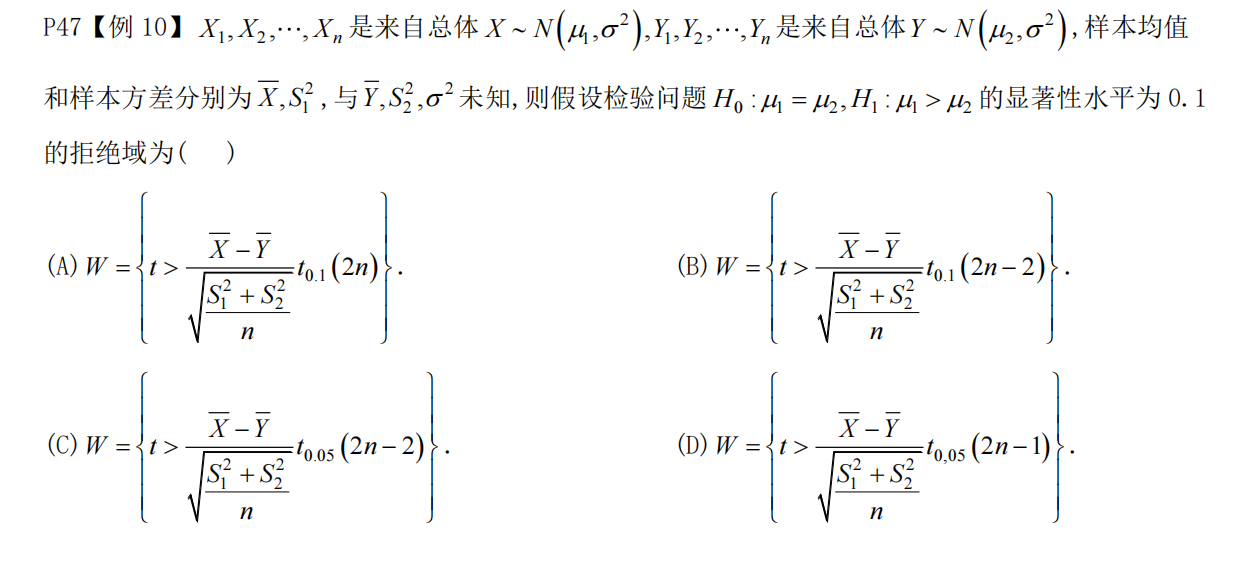 P47【例 10】 $X_1, X_2, \cdots, X_n$ 是来自总体 $X \sim N\left(\mu_1, \sigma^2\right), Y_1, Y_2, \cdots, Y_n$ 是来自总体 $Y \sim N\left(\mu_2, \sigma^2\right)$,样本均值
和样本方差分别为 $\overline{X}, S_1^2$ ,与 $\overline{Y}, S_2^2, \sigma^2$ 未知,则假设检验问题 $H_0 : \mu_1 = \mu_2, H_1 : \mu_1 > \mu_2$ 的显著性水平为 0.1
的拒绝域为( )
(A) $W = \left\{ t > \frac{\overline{X} - \overline{Y}}{\sqrt{\frac{S_1^2 + S_2^2}{n}}} t_{0.1}(2n) \right\}$.
(B) $W = \left\{ t > \frac{\overline{X} - \overline{Y}}{\sqrt{\frac{S_1^2 + S_2^2}{n}}} t_{0.1}(2n-2) \right\}$.
(C) $W = \left\{ t > \frac{\overline{X} - \overline{Y}}{\sqrt{\frac{S_1^2 + S_2^2}{n}}} t_{0.05}(2n-2) \right\}$.
(D) $W = \left\{ t > \frac{\overline{X} - \overline{Y}}{\sqrt{\frac{S_1^2 + S_2^2}{n}}} t_{0,05}(2n-1) \right\}$.